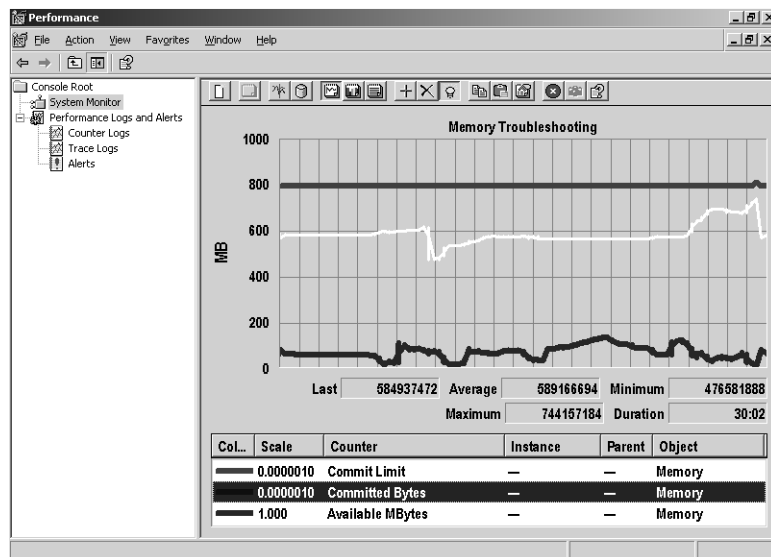 Performance
File Action View Favorites Window Help
Console Root
System Monitor
Performance Logs and Alerts
Counter Logs
Trace Logs
Alerts
Memory Troubleshooting
1000
800
600
400
200
0
MB
Last 584937472 Average 589166694 Minimum 476581888
Maximum 744157184 Duration 30:02
Col... Scale Counter Instance Parent Object
0.0000010 Commit Limit — — Memory
0.0000010 Committed Bytes — — Memory
1.000 Available MBytes — — Memory